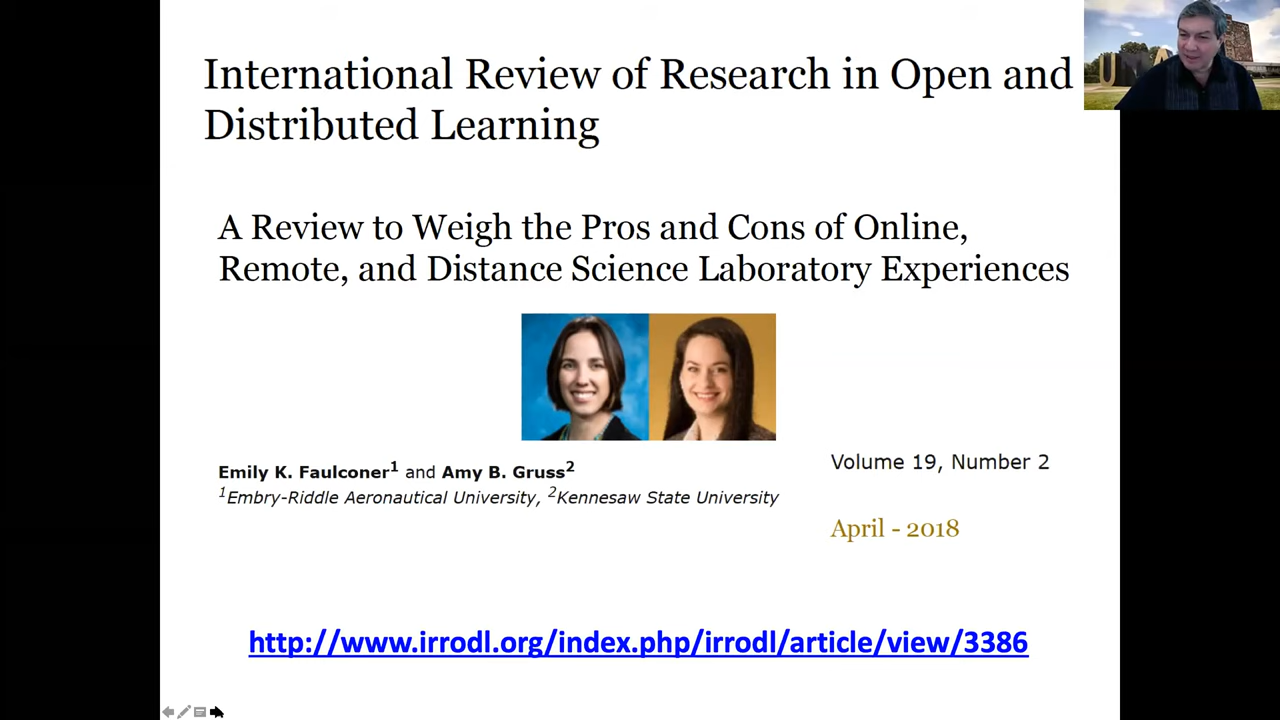 International Review of Research in Open and
Distributed Learning
A Review to Weigh the Pros and Cons of Online,
Remote, and Distance Science Laboratory Experiences
Emily K. Faulconer1 and Amy B. Gruss2
1Embry-Riddle Aeronautical University, 2Kennesaw State University
Volume 19, Number 2
April - 2018
http://www.irrodl.org/index.php/irrodl/article/view/3386